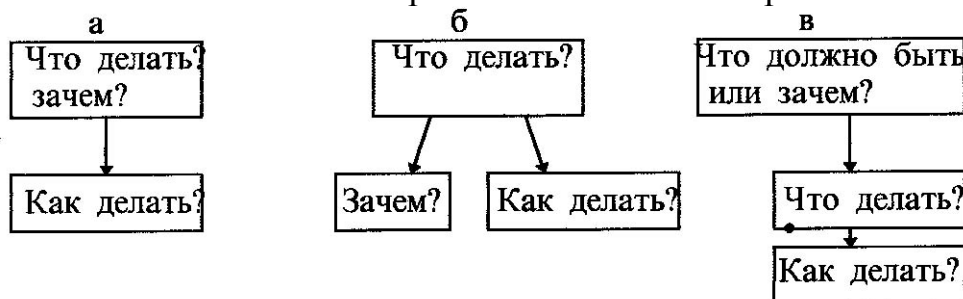 а
Что делать?
зачем?
Как делать?
б
Что делать?
Зачем?
Как делать?
в
Что должно быть
или зачем?
Что делать?
Как делать?